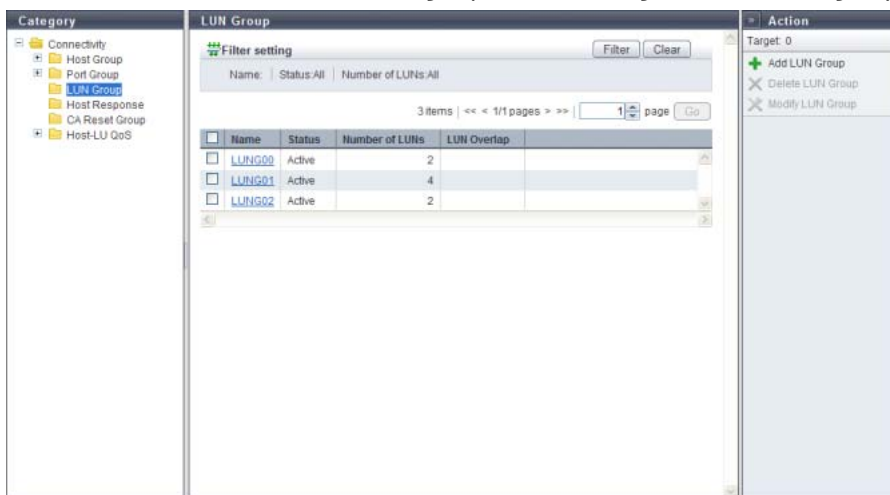 Category
Connectivity
Host Group
Port Group
LUN Group
Host Response
CA Reset Group
Host-LU QoS
LUN Group
Filter setting
Filter Clear
Name: Status:All Number of LUNs:All
3 items << < 1/1 pages > >> 1 page Go
Name Status Number of LUNs LUN Overlap
LUNG00 Active 2
LUNG01 Active 4
LUNG02 Active 2
Action
Target: 0
Add LUN Group
Delete LUN Group
Modify LUN Group